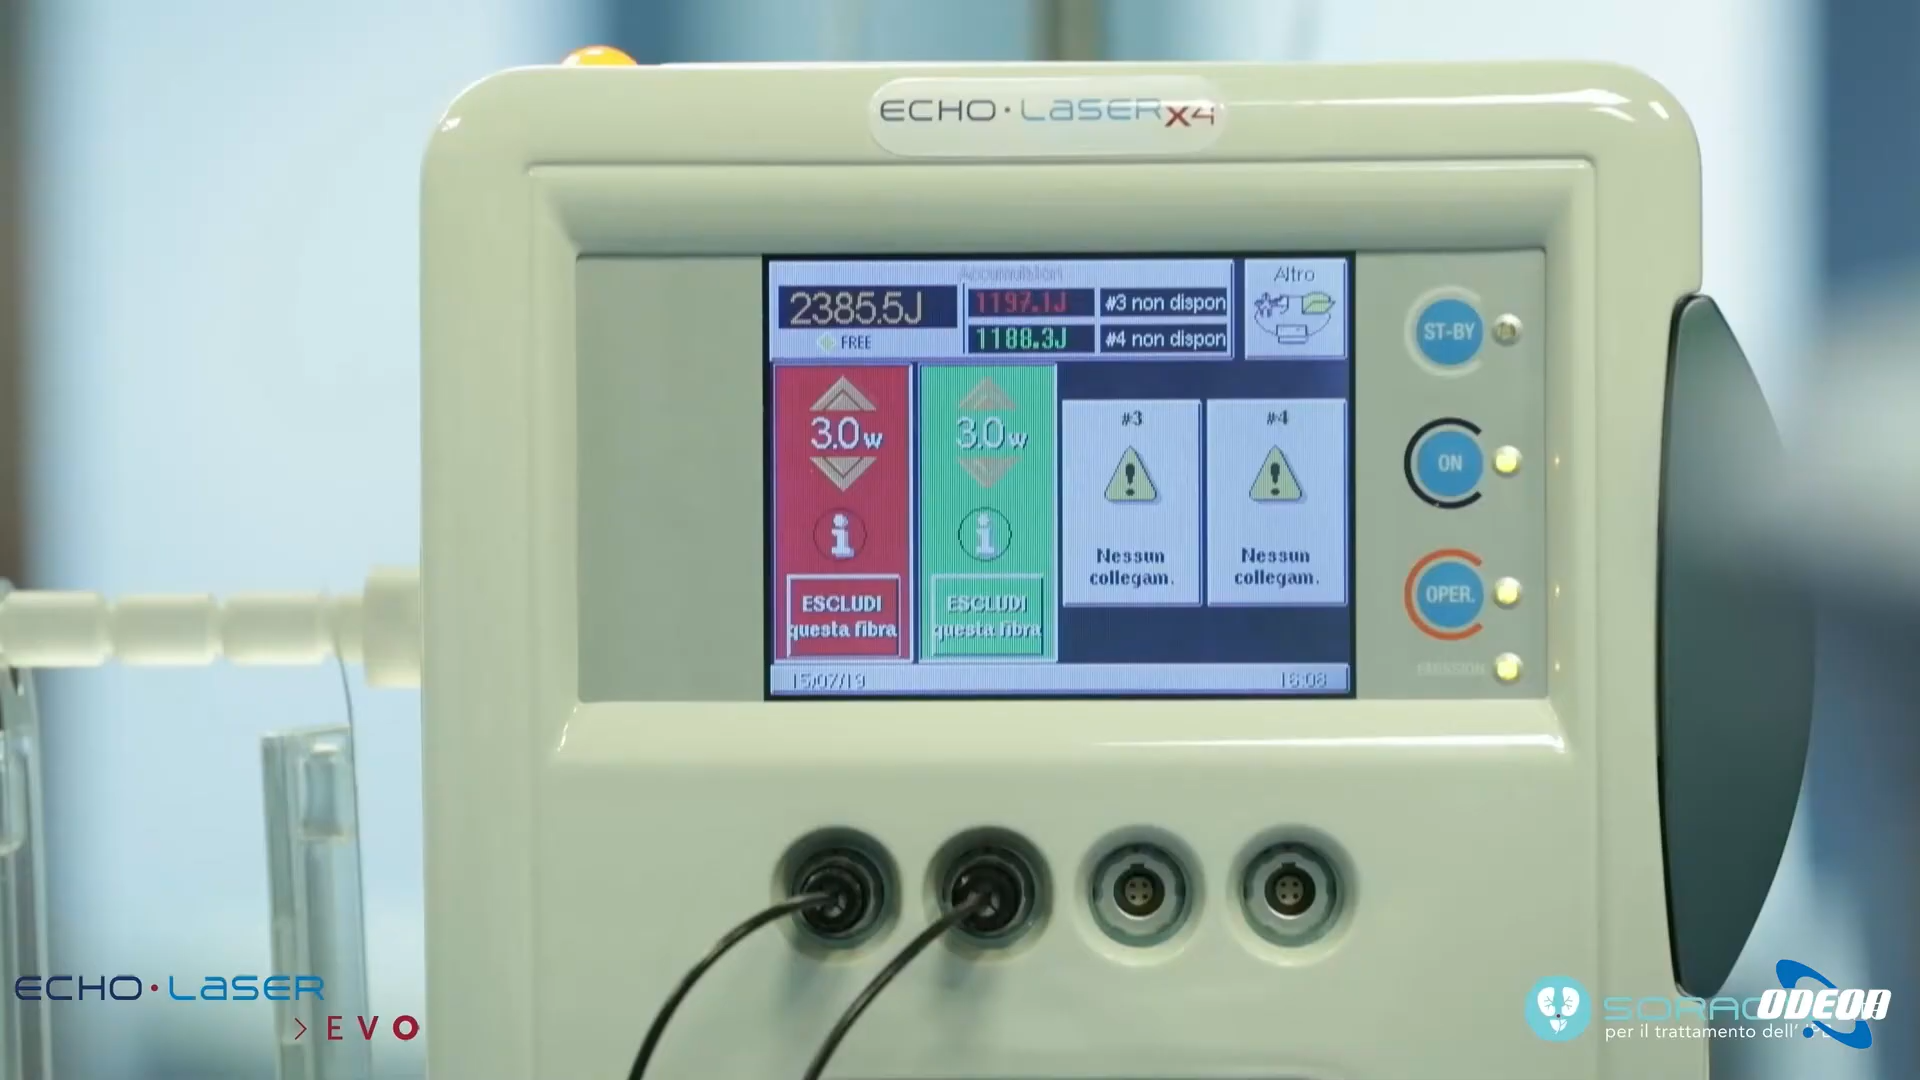 ECHO·LASER X4
Altro
2385.5J
1197.1J
#3 non dispon
FREE
1188.3J
#4 non dispon
3.0w
3.0w
#3
#4
Nessun
collegam.
Nessun
collegam.
ESCLUDI
questa fibra
ESCLUDI
questa fibra
15/07/19
16:08
ST-BY
ON
OPER.
EMISSION
ECHO·LASER
> EVO
ODEON
per il trattamento dell'